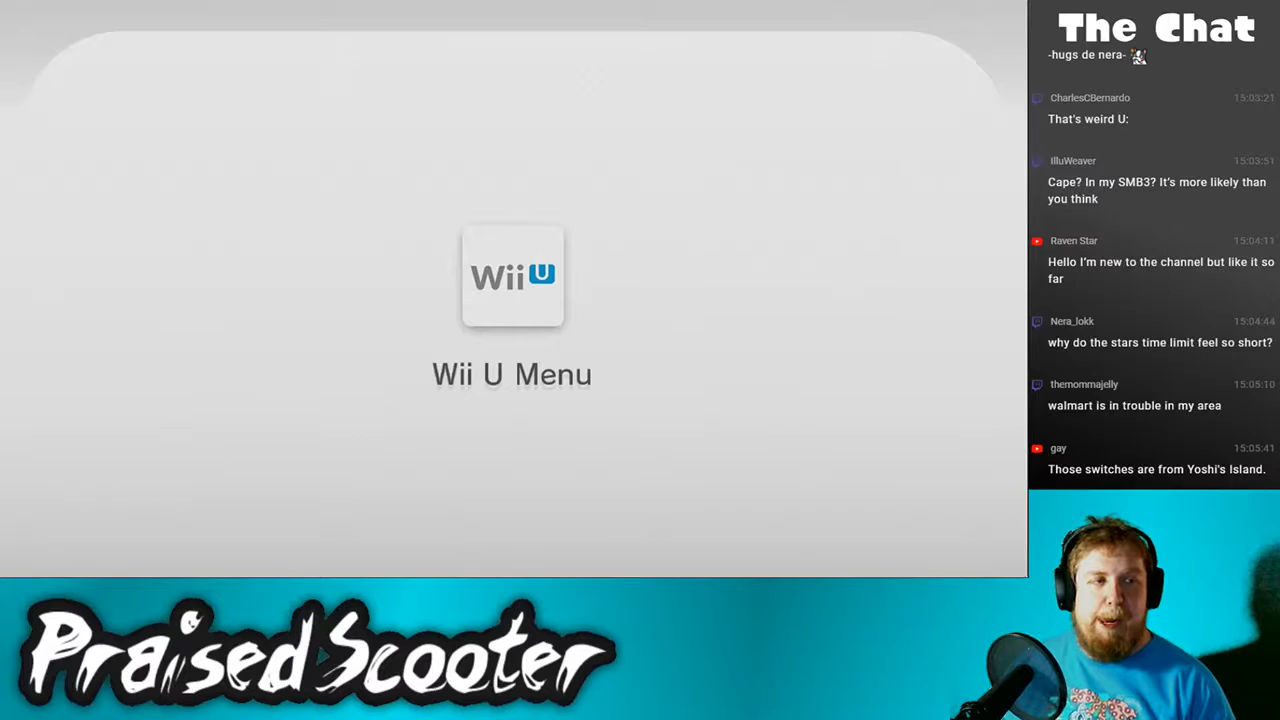 Wii U
Wii U Menu
The Chat
-hugs de nera-
CharlesCBernardo 15:03:21
That's weird U:
IlluWeaver 15:03:51
Cape? In my SMB3? It's more likely than
you think
Raven Star 15:04:11
Hello I'm new to the channel but like it so
far
Nera_lokk 15:04:44
why do the stars time limit feel so short?
themommajelly 15:05:10
walmart is in trouble in my area
gay 15:05:41
Those switches are from Yoshi's Island.
PraisedScooter